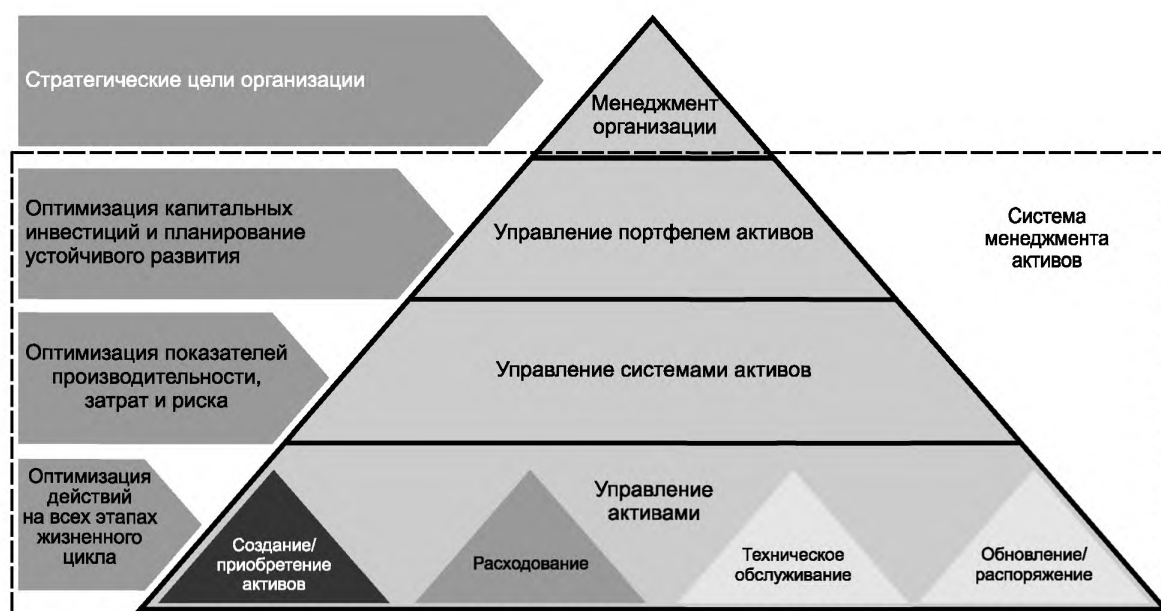 Стратегические цели организации
Менеджмент
организации
Оптимизация капитальных
инвестиций и планирование
устойчивого развития
Управление портфелем активов
Система
менеджмента
активов
Оптимизация показателей
производительности,
затрат и риска
Управление системами активов
Оптимизация
действий
на всех этапах
жизненного
цикла
Управление
активами
Создание/
приобретение
активов
Расходование
Техническое
обслуживание
Обновление/
распоряжение